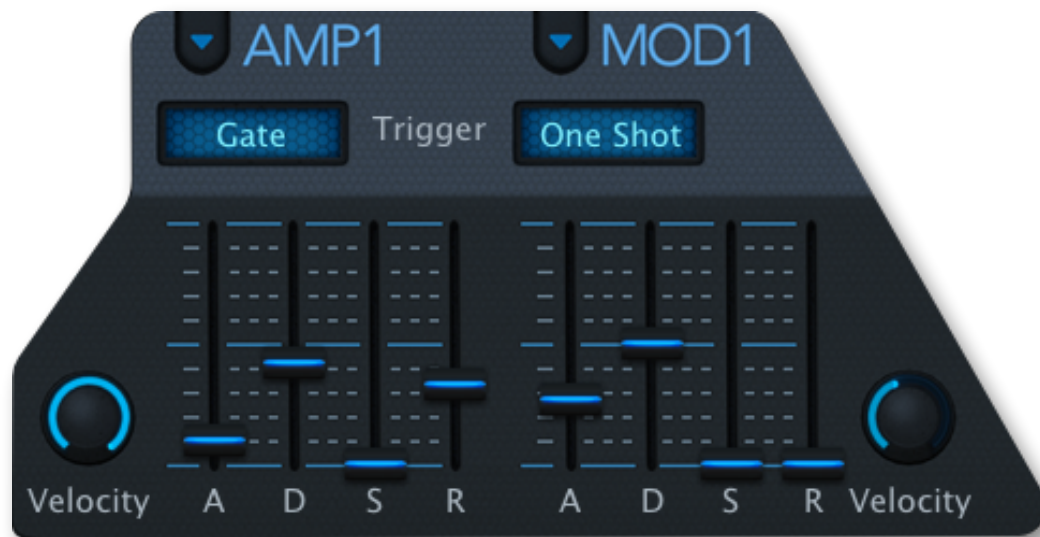 AMP1 MOD1
Gate Trigger One Shot
Velocity A D S R A D S R Velocity